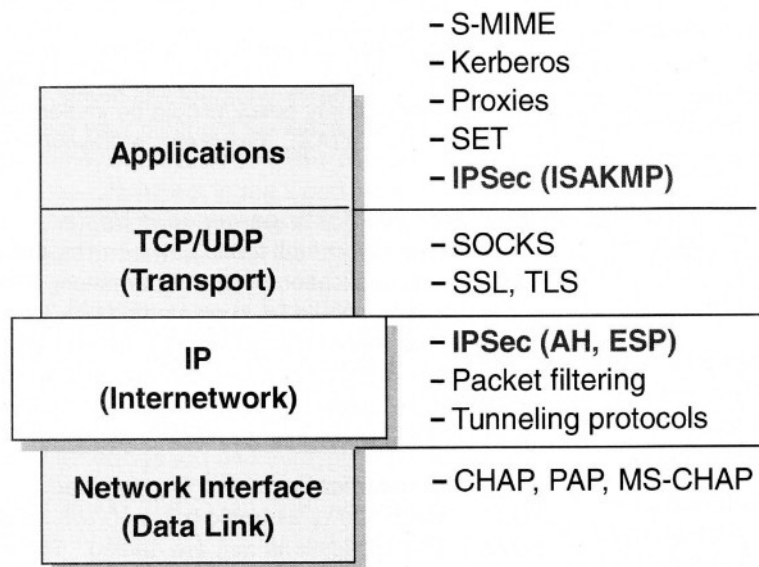 – S-MIME
– Kerberos
– Proxies
– SET
– IPSec (ISAKMP)
Applications
TCP/UDP
(Transport)
– SOCKS
– SSL, TLS
IP
(Internetwork)
– IPSec (AH, ESP)
– Packet filtering
– Tunneling protocols
Network Interface
(Data Link)
– CHAP, PAP, MS-CHAP